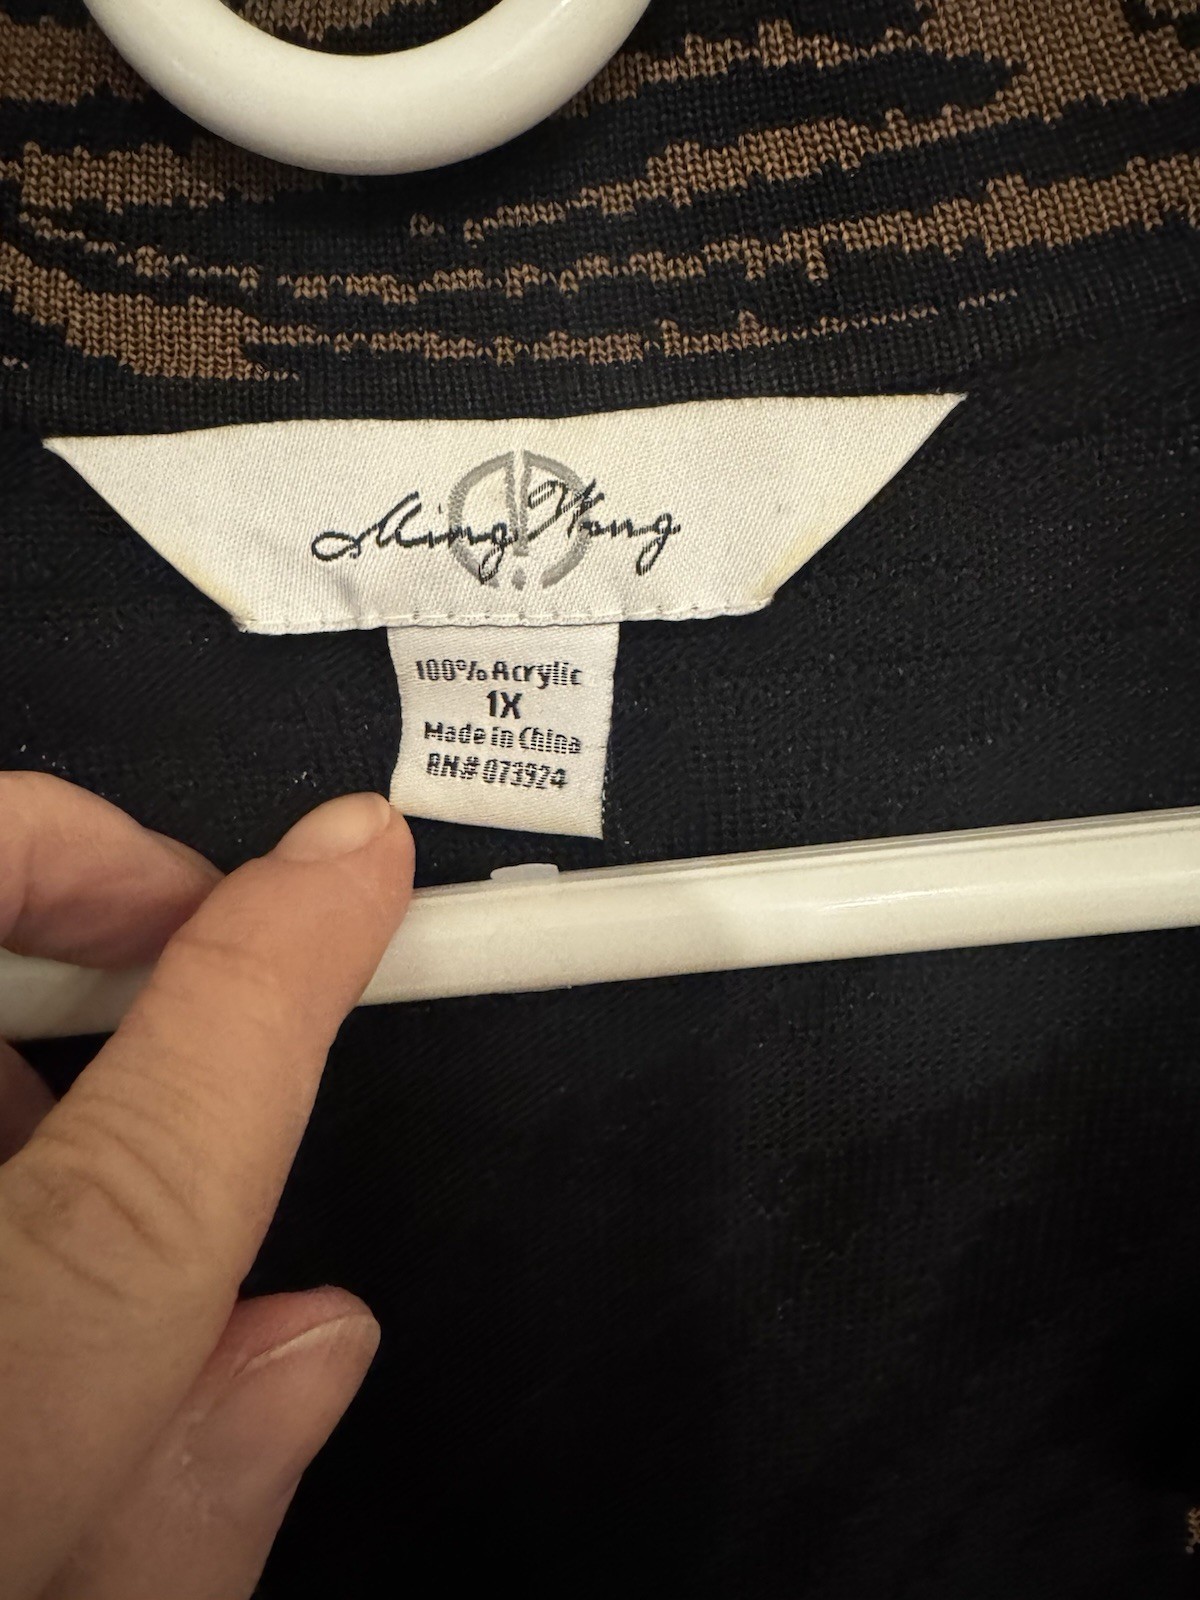 Ming Wang
100% Acrylic
1X
Made in China
RN# 073924